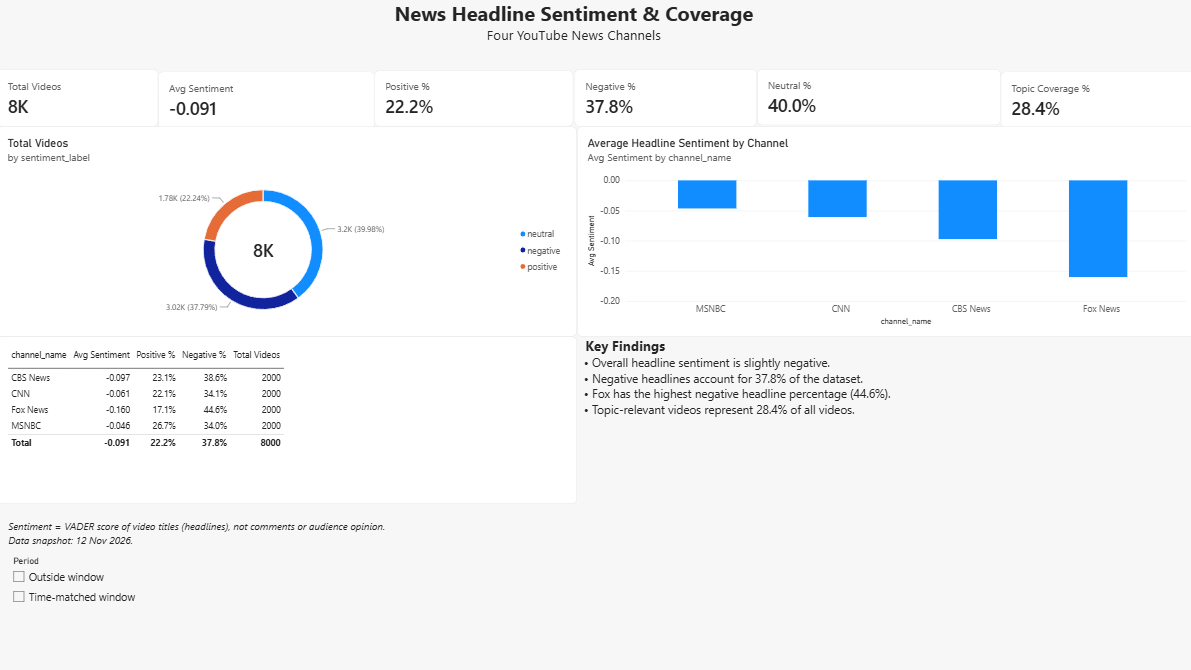 News Headline Sentiment & Coverage
Four YouTube News Channels
Total Videos
8K
Avg Sentiment
-0.091
Positive %
22.2%
Negative %
37.8%
Neutral %
40.0%
Topic Coverage %
28.4%
Total Videos
by sentiment_label
1.78K (22.24%)
3.2K (39.98%)
8K
3.02K (37.79%)
neutral
negative
positive
Average Headline Sentiment by Channel
Avg Sentiment by channel_name
0.00
-0.05
-0.10
-0.15
-0.20
Avg Sentiment
MSNBC CNN CBS News Fox News
channel_name
channel_name Avg Sentiment Positive % Negative % Total Videos
CBS News -0.097 23.1% 38.6% 2000
CNN -0.061 22.1% 34.1% 2000
Fox News -0.160 17.1% 44.6% 2000
MSNBC -0.046 26.7% 34.0% 2000
Total -0.091 22.2% 37.8% 8000
Key Findings
• Overall headline sentiment is slightly negative.
• Negative headlines account for 37.8% of the dataset.
• Fox has the highest negative headline percentage (44.6%).
• Topic-relevant videos represent 28.4% of all videos.
Sentiment = VADER score of video titles (headlines), not comments or audience opinion.
Data snapshot: 12 Nov 2026.
Period
Outside window
Time-matched window